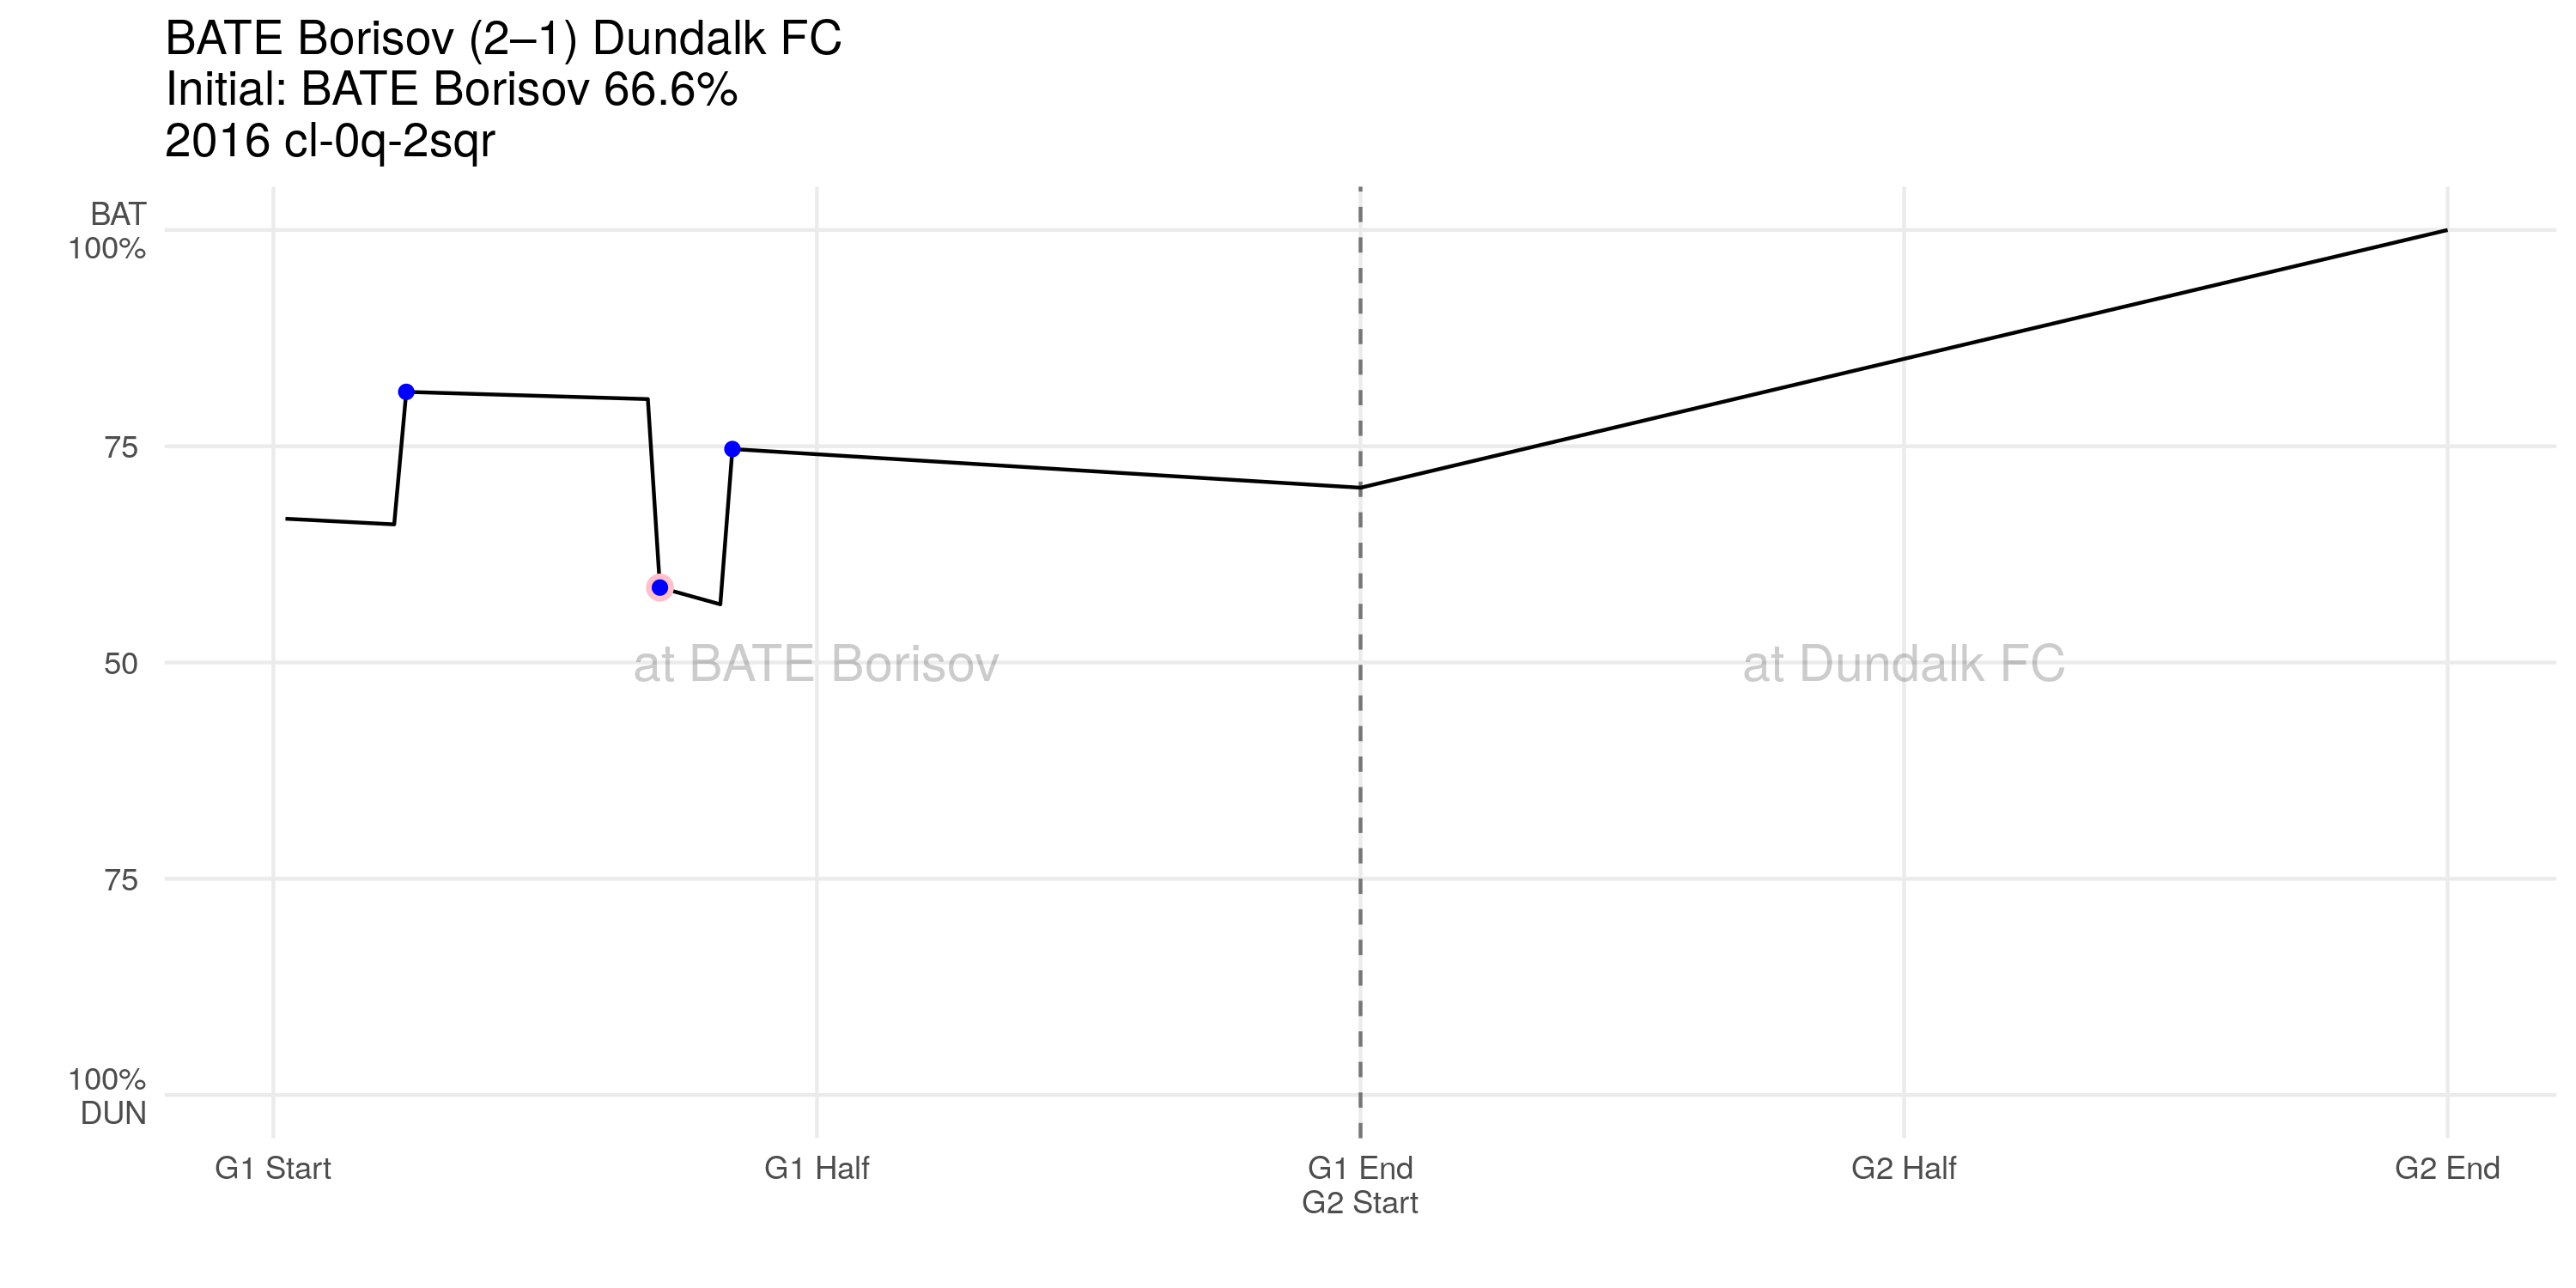 BATE Borisov (2–1) Dundalk FC
Initial: BATE Borisov 66.6%
2016 cl-0q-2sqr
BAT
100%
75
50
75
100%
DUN
at BATE Borisov
at Dundalk FC
G1 Start
G1 Half
G1 End
G2 Start
G2 Half
G2 End